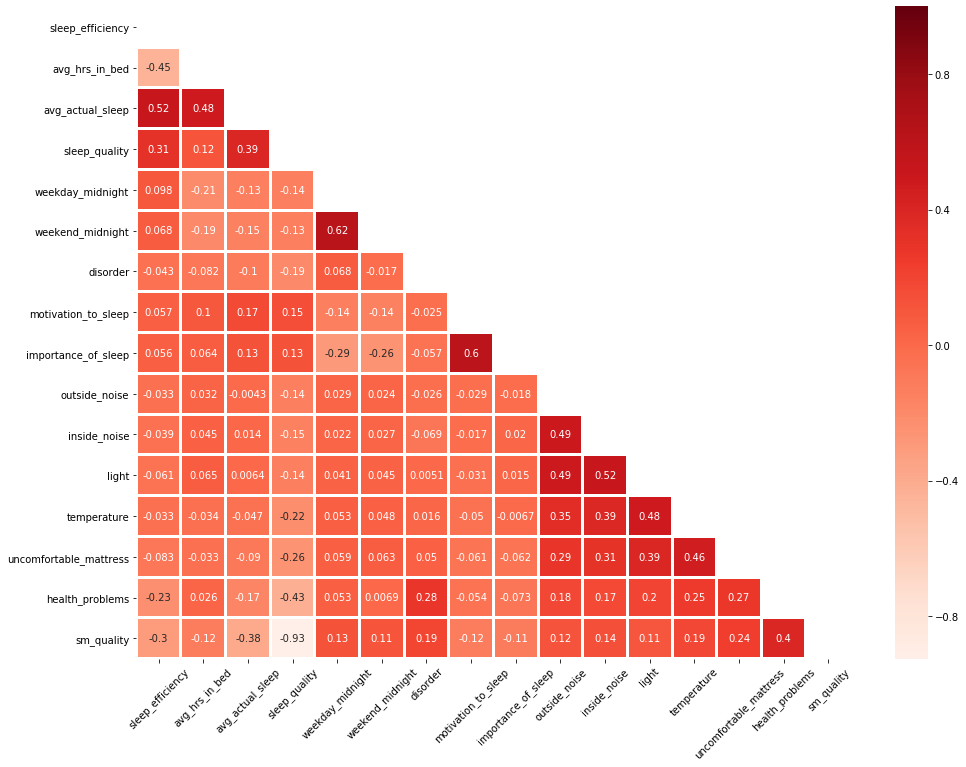 sleep_efficiency
avg_hrs_in_bed -0.45
avg_actual_sleep 0.52 0.48
sleep_quality 0.31 0.12 0.39
weekday_midnight 0.098 -0.21 -0.13 -0.14
weekend_midnight 0.068 -0.19 -0.15 -0.13 0.62
disorder -0.043 -0.082 -0.1 -0.19 0.068 -0.017
motivation_to_sleep 0.057 0.1 0.17 0.15 -0.14 -0.14 -0.025
importance_of_sleep 0.056 0.064 0.13 0.13 -0.29 -0.26 -0.057 0.6
outside_noise -0.033 0.032 -0.0043 -0.14 0.029 0.024 -0.026 -0.029 -0.018
inside_noise -0.039 0.045 0.014 -0.15 0.022 0.027 -0.069 -0.017 0.02 0.49
light -0.061 0.065 0.0064 -0.14 0.041 0.045 0.0051 -0.031 0.015 0.49 0.52
temperature -0.033 -0.034 -0.047 -0.22 0.053 0.048 0.016 -0.05 -0.0067 0.35 0.39 0.48
uncomfortable_mattress -0.083 -0.033 -0.09 -0.26 0.059 0.063 0.05 -0.061 -0.062 0.29 0.31 0.39 0.46
health_problems -0.23 0.026 -0.17 -0.43 0.053 0.0069 0.28 -0.054 -0.073 0.18 0.17 0.2 0.25 0.27
sm_quality -0.3 -0.12 -0.38 -0.93 0.13 0.11 0.19 -0.12 -0.11 0.12 0.14 0.11 0.19 0.24 0.4
sleep_efficiency
avg_hrs_in_bed
avg_actual_sleep
sleep_quality
weekday_midnight
weekend_midnight
disorder
motivation_to_sleep
importance_of_sleep
outside_noise
inside_noise
light
temperature
uncomfortable_mattress
health_problems
sm_quality
0.8
0.4
0.0
-0.4
-0.8